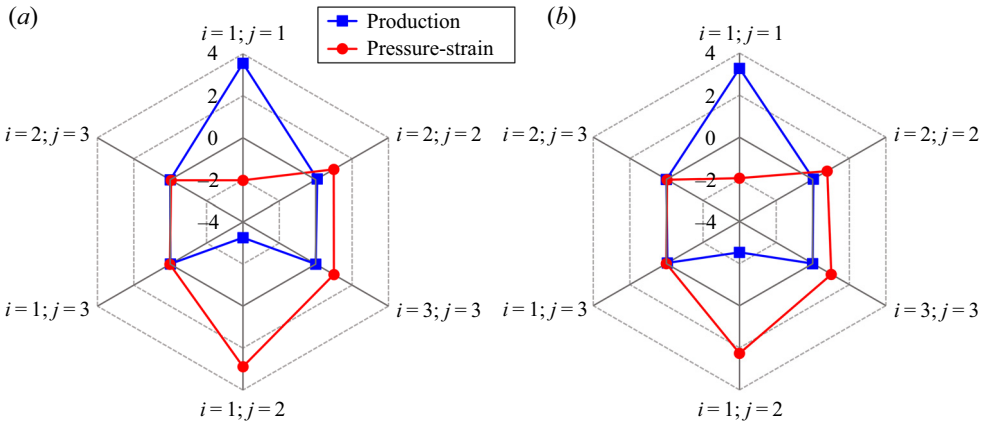 (a)
i = 1; j = 1
Production
Pressure-strain
(b)
i = 1; j = 1
4
2
0
−2
−4
i = 2; j = 3
i = 2; j = 2
i = 1; j = 3
i = 3; j = 3
i = 1; j = 2
4
2
0
−2
−4
i = 2; j = 3
i = 2; j = 2
i = 1; j = 3
i = 3; j = 3
i = 1; j = 2